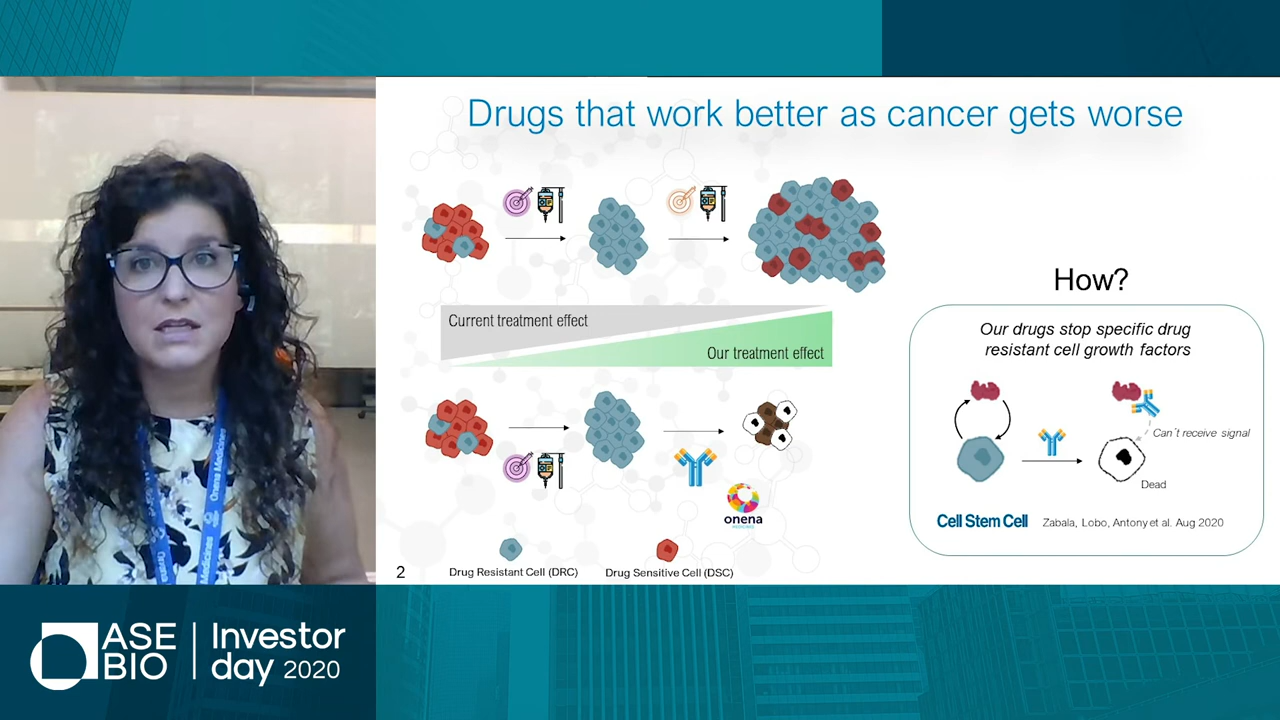 Drugs that work better as cancer gets worse
Current treatment effect
Our treatment effect
How?
Our drugs stop specific drug
resistant cell growth factors
Can´t receive signal
Dead
Cell Stem Cell Zabala, Lobo, Antony et al. Aug 2020
onena
2
Drug Resistant Cell (DRC)
Drug Sensitive Cell (DSC)
Onena Medicines
ASE
BIO
Investor
day 2020